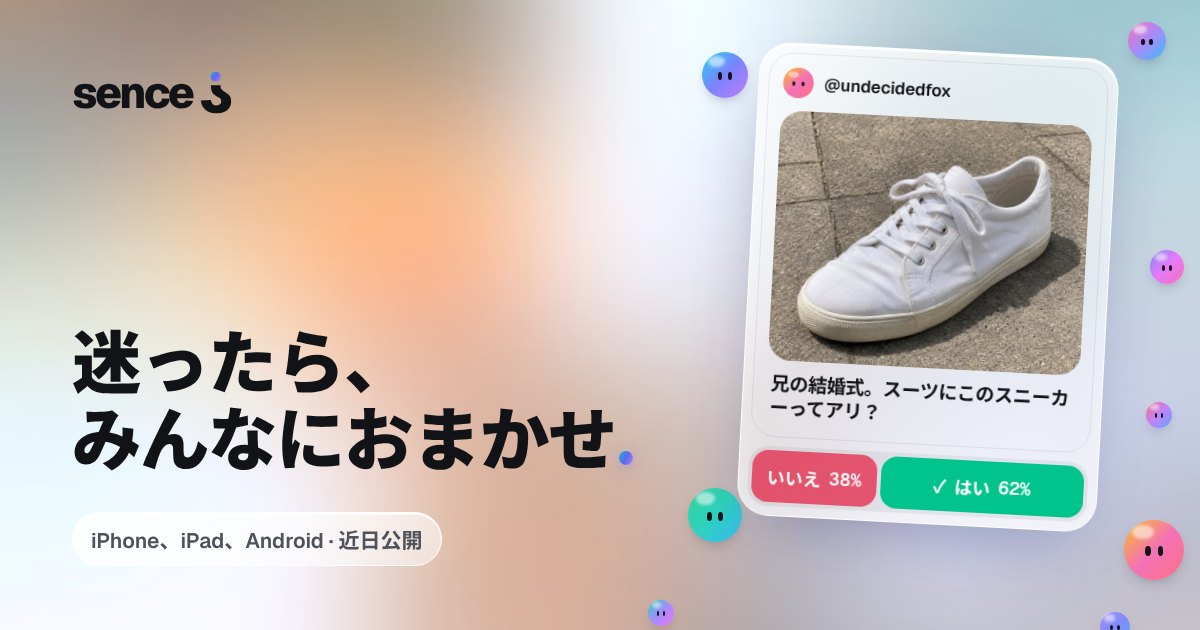 sence
迷ったら、
みんなにおまかせ.
iPhone、iPad、Android · 近日公開
@undecidedfox
兄の結婚式。スーツにこのスニーカ
ーってアリ？
いいえ 38%
✓ はい 62%